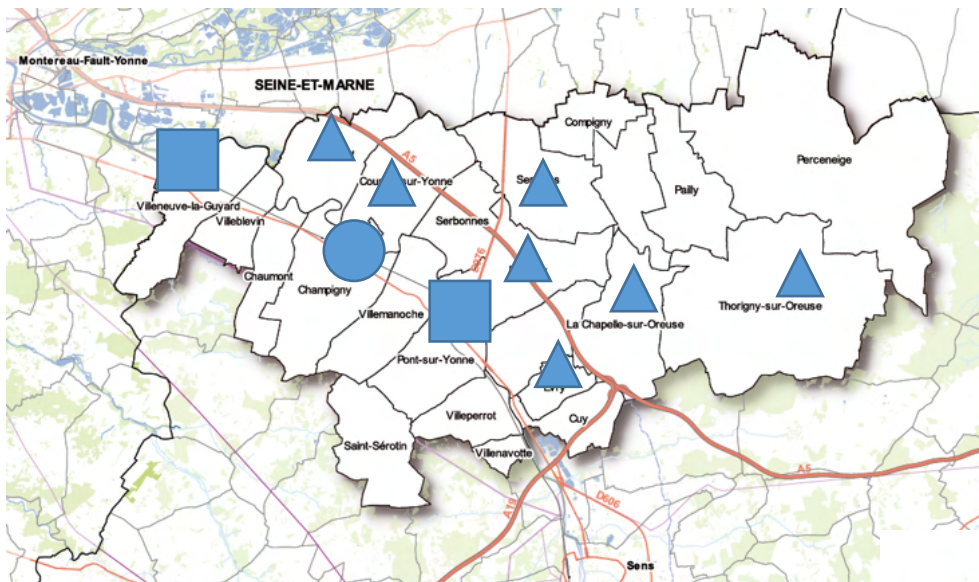 Montereau-Fault-Yonne
SEINE-ET-MARNE
Compigny
A5
Perceneige
Pailly
Villeneuve-la-Guyard
Villeblevin
Serbonnes
Chaumont
Champigny
Villemanoche
La Chapelle-sur-Oreuse
Thorigny-sur-Oreuse
Pont-sur-Yonne
Evry
Villeperrot
Cuy
Saint-Sérotin
Villenavotte
A5
A19
D606
Sens